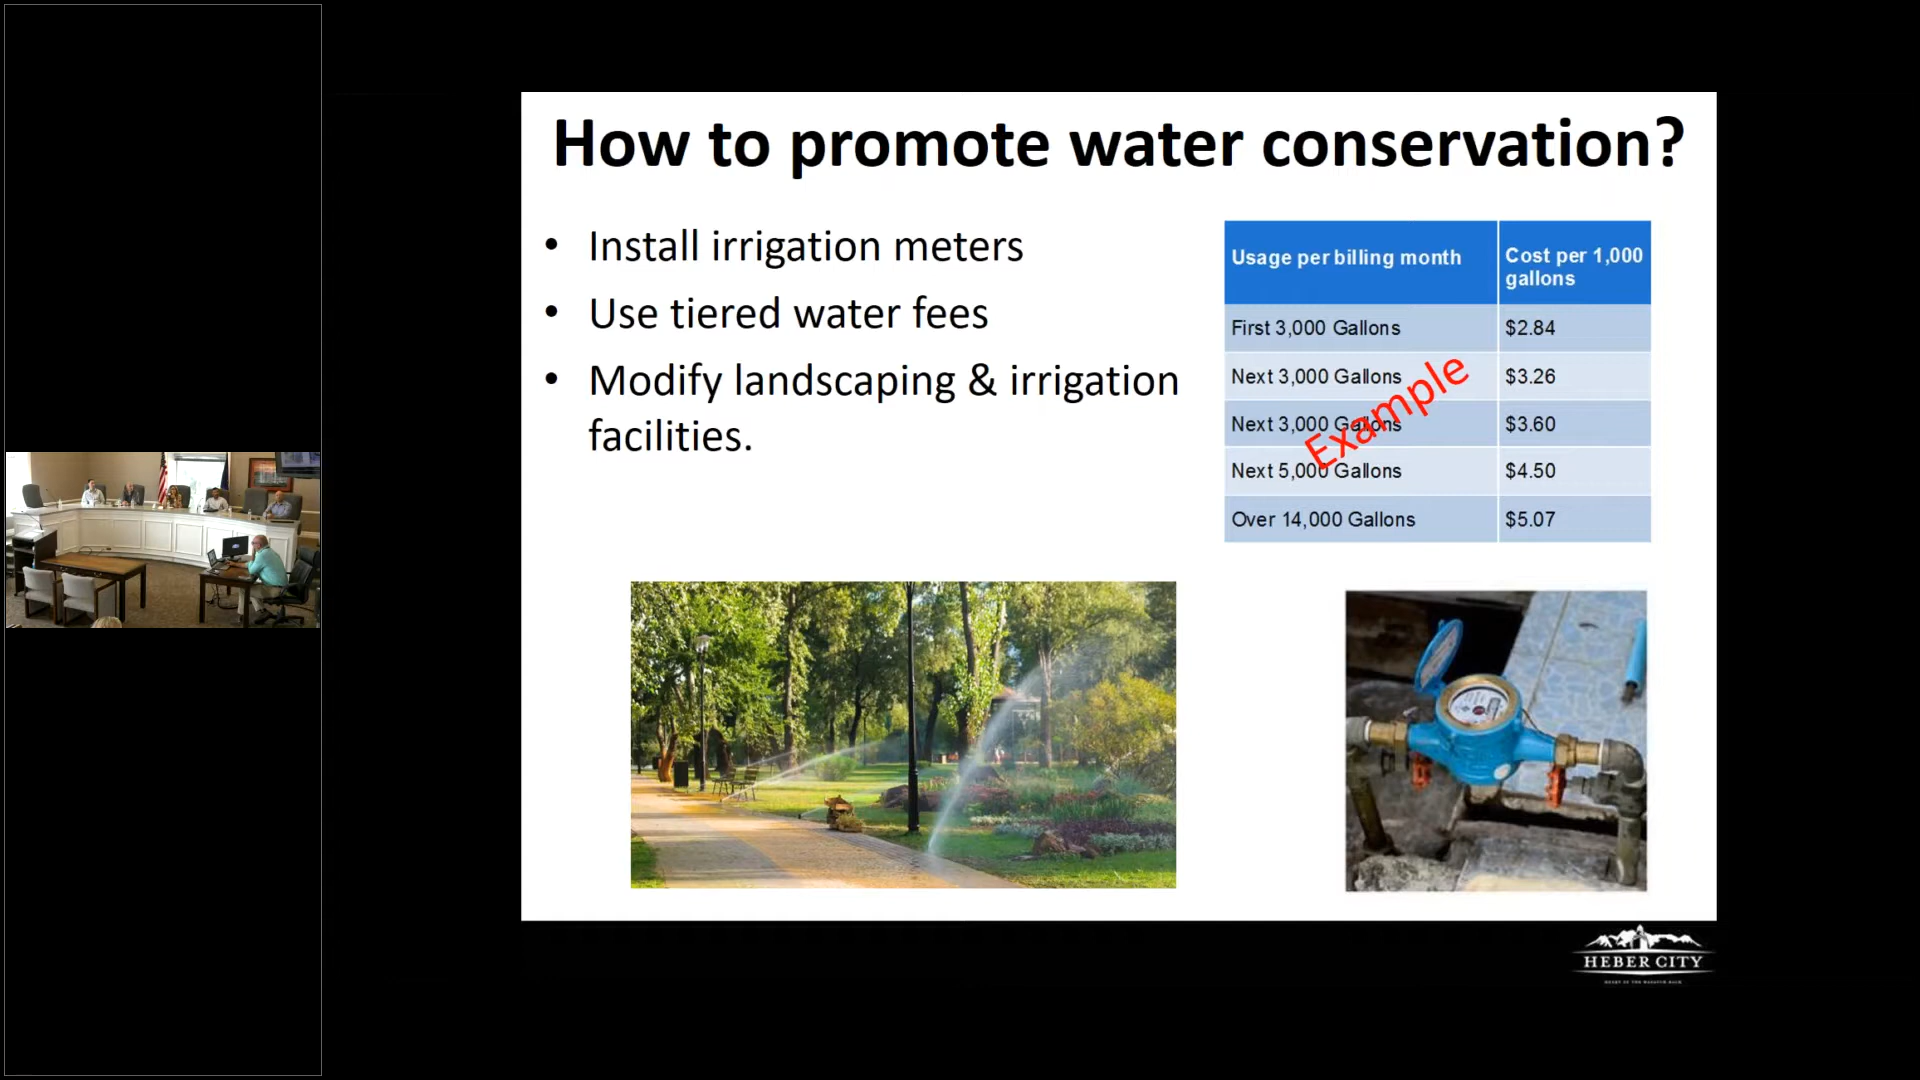 How to promote water conservation?
• Install irrigation meters
• Use tiered water fees
• Modify landscaping & irrigation
facilities.
Usage per billing month Cost per 1,000
gallons
First 3,000 Gallons $2.84
Next 3,000 Gallons $3.26
Next 3,000 Gallons $3.60
Next 5,000 Gallons $4.50
Over 14,000 Gallons $5.07
Example
HEBER CITY